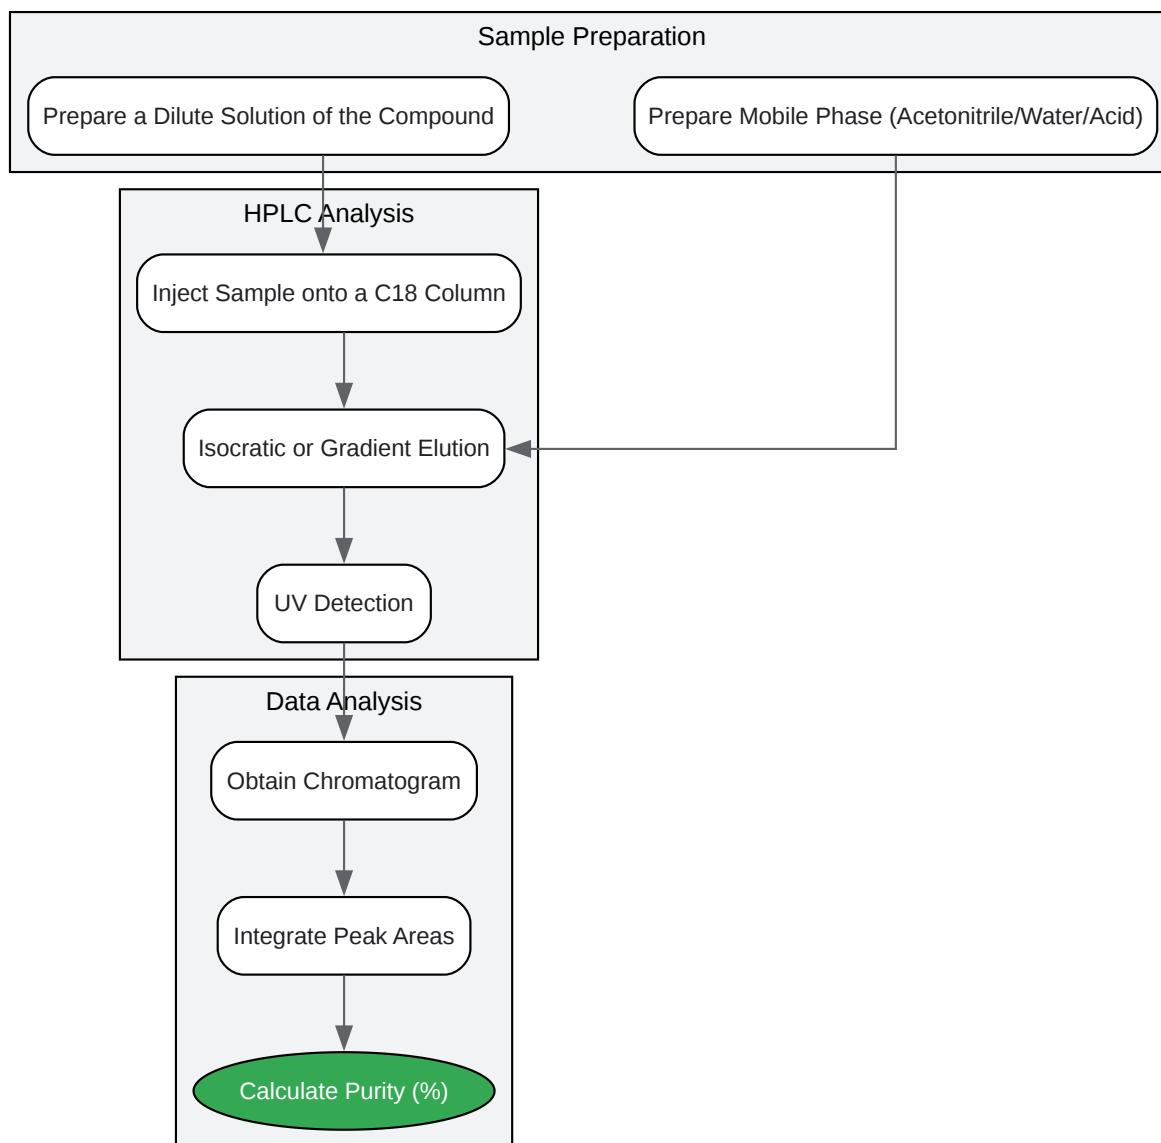 Sample Preparation
Prepare a Dilute Solution of the Compound
Prepare Mobile Phase (Acetonitrile/Water/Acid)
HPLC Analysis
Inject Sample onto a C18 Column
Isocratic or Gradient Elution
UV Detection
Data Analysis
Obtain Chromatogram
Integrate Peak Areas
Calculate Purity (%)